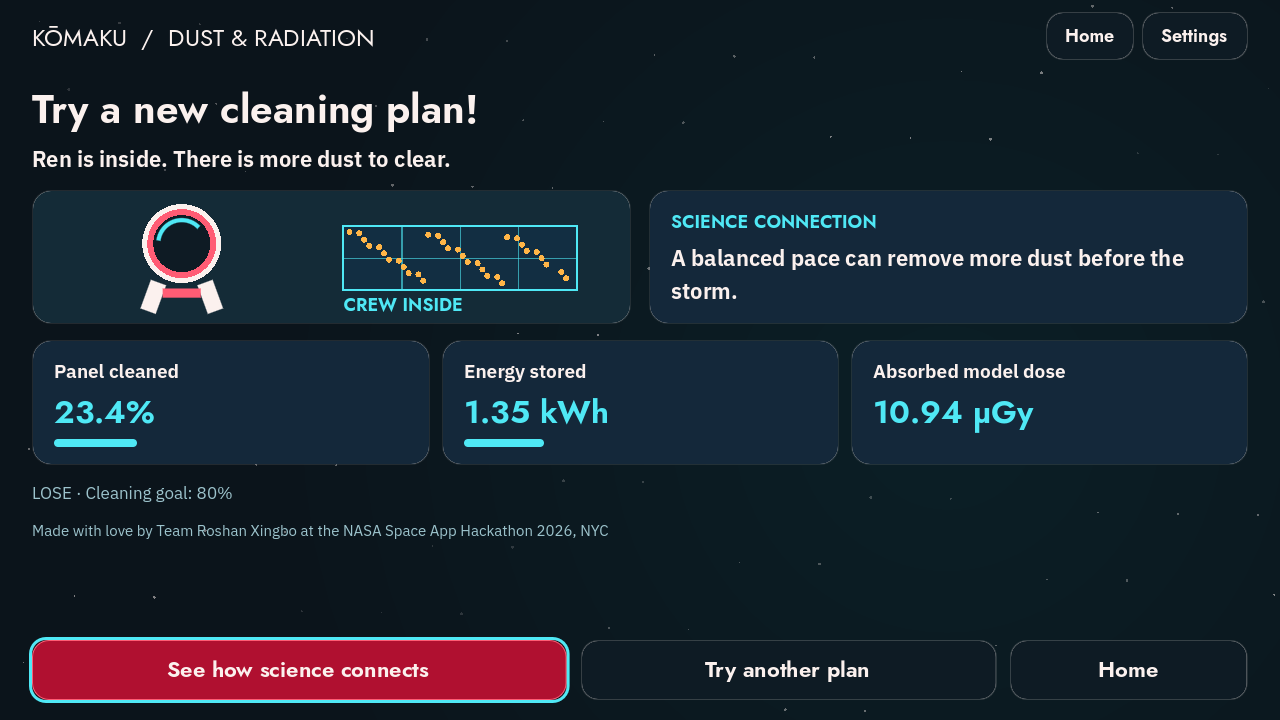 KŌMAKU / DUST & RADIATION
Home
Settings
Try a new cleaning plan!
Ren is inside. There is more dust to clear.
CREW INSIDE
SCIENCE CONNECTION
A balanced pace can remove more dust before the
storm.
Panel cleaned
23.4%
Energy stored
1.35 kWh
Absorbed model dose
10.94 μGy
LOSE · Cleaning goal: 80%
Made with love by Team Roshan Xingbo at the NASA Space App Hackathon 2026, NYC
See how science connects
Try another plan
Home